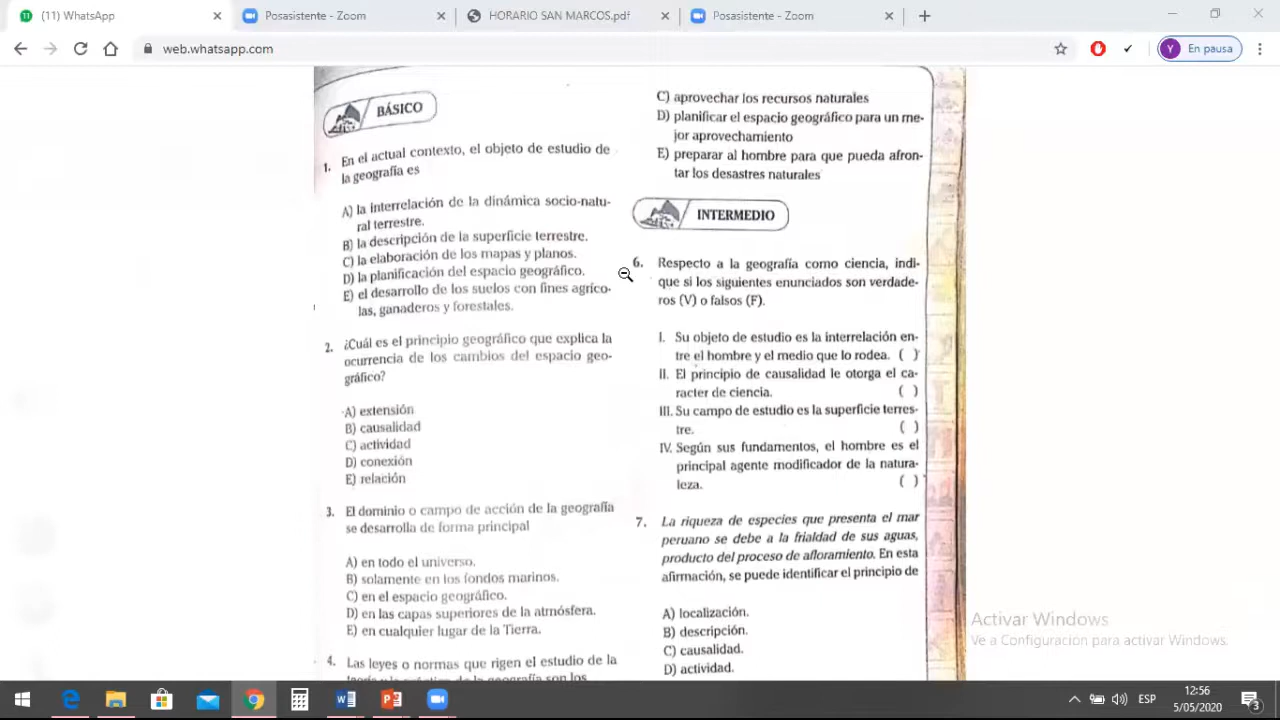 (11) WhatsApp
Posasistente - Zoom
HORARIO SAN MARCOS.pdf
Posasistente - Zoom
web.whatsapp.com
Y En pausa
BÁSICO
1. En el actual contexto, el objeto de estudio de
la geografía es
A) la interrelación de la dinámica socio-natu-
ral terrestre.
B) la descripción de la superficie terrestre.
C) la elaboración de los mapas y planos.
D) la planificación del espacio geográfico.
E) el desarrollo de los suelos con fines agríco-
las, ganaderos y forestales.
2. ¿Cuál es el principio geográfico que explica la
ocurrencia de los cambios del espacio geo-
gráfico?
A) extensión
B) causalidad
C) actividad
D) conexión
E) relación
3. El dominio o campo de acción de la geografía
se desarrolla de forma principal
A) en todo el universo.
B) solamente en los fondos marinos.
C) en el espacio geográfico.
D) en las capas superiores de la atmósfera.
E) en cualquier lugar de la Tierra.
4. Las leyes o normas que rigen el estudio de la
teoría y la práctica de la geografía son los
C) aprovechar los recursos naturales
D) planificar el espacio geográfico para un me-
jor aprovechamiento
E) preparar al hombre para que pueda afron-
tar los desastres naturales
INTERMEDIO
6. Respecto a la geografía como ciencia, indi-
que si los siguientes enunciados son verdade-
ros (V) o falsos (F).
I. Su objeto de estudio es la interrelación en-
tre el hombre y el medio que lo rodea. ( )
II. El principio de causalidad le otorga el ca-
racter de ciencia. ( )
III. Su campo de estudio es la superficie terres-
tre. ( )
IV. Según sus fundamentos, el hombre es el
principal agente modificador de la natura-
leza. ( )
7. La riqueza de especies que presenta el mar
peruano se debe a la frialdad de sus aguas,
producto del proceso de afloramiento. En esta
afirmación, se puede identificar el principio de
A) localización.
B) descripción.
C) causalidad.
D) actividad.
Activar Windows
Ve a Configuración para activar Windows.
ESP
12:56
5/05/2020
3